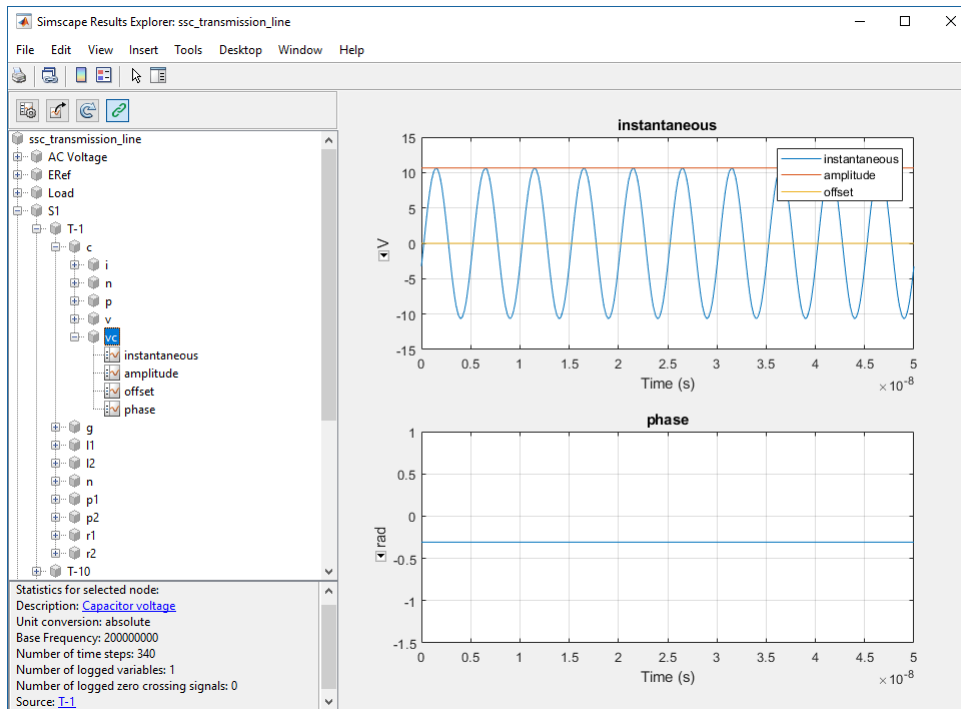 Simscape Results Explorer: ssc_transmission_line
File Edit View Insert Tools Desktop Window Help
ssc_transmission_line
AC Voltage
ERef
Load
S1
T-1
c
i
n
p
v
vc
instantaneous
amplitude
offset
phase
g
l1
l2
n
p1
p2
r1
r2
T-10
Statistics for selected node:
Description: Capacitor voltage
Unit conversion: absolute
Base Frequency: 200000000
Number of time steps: 340
Number of logged variables: 1
Number of logged zero crossing signals: 0
Source: T-1
instantaneous
15
10
5
0
-5
-10
-15
V
instantaneous
amplitude
offset
0 0.5 1 1.5 2 2.5 3 3.5 4 4.5 5
Time (s)
×10⁻⁸
phase
1
0.5
0
-0.5
-1
-1.5
rad
0 0.5 1 1.5 2 2.5 3 3.5 4 4.5 5
Time (s)
×10⁻⁸